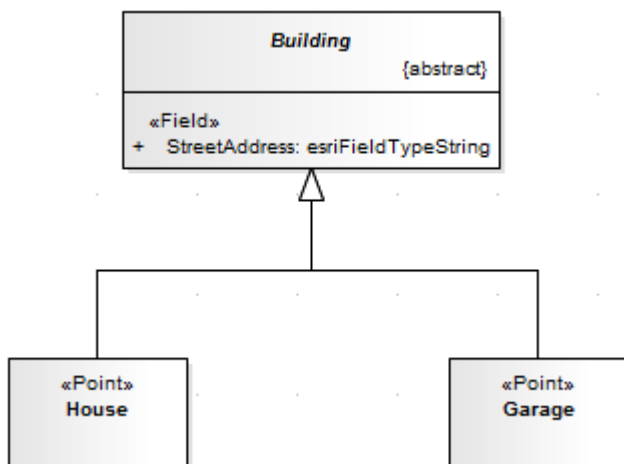 Building
{abstract}
«Field»
+ StreetAddress: esriFieldTypeString
«Point»
House
«Point»
Garage